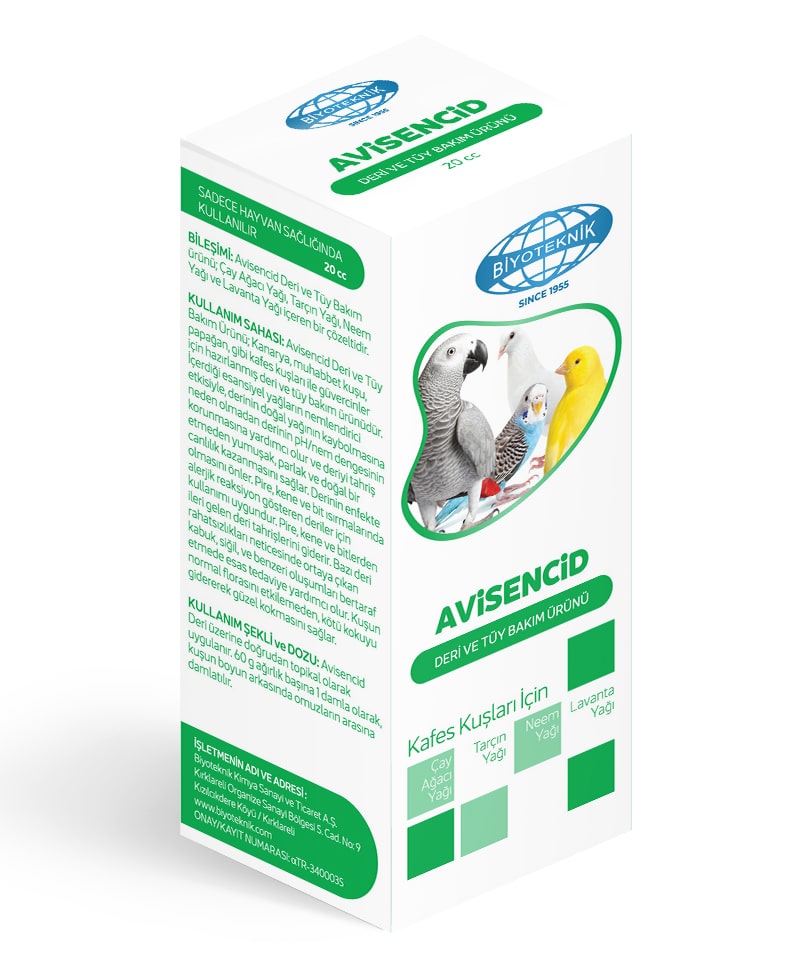 BİYOTEKNİK
SINCE 1955
AViSENCiD
DERİ VE TÜY BAKIM ÜRÜNÜ
20 cc
SADECE HAYVAN SAĞLIĞINDA
KULLANILIR
20 cc
BİLEŞİMİ: Avisencid Deri ve Tüy Bakım
ürünü; Çay Ağacı Yağı, Tarçın Yağı, Neem
Yağı ve Lavanta Yağı içeren bir çözeltidir.
KULLANIM SAHASI: Avisencid Deri ve Tüy
Bakım Ürünü; Kanarya, muhabbet kuşu,
papağan, gibi kafes kuşları ile güvercinler
için hazırlanmış deri ve tüy bakım ürünüdür.
İçerdiği esansiyel yağların nemlendirici
etkisiyle, derinin doğal yağının kaybolmasına
neden olmadan derinin pH/nem dengesinin
korunmasına yardımcı olur ve deriyi tahriş
etmeden yumuşak, parlak ve doğal bir
canlılık kazanmasını sağlar. Derinin enfekte
olmasını önler. Pire, kene ve bit ısırmalarında
alerjik reaksiyon gösteren deriler için
kullanımı uygundur. Pire, kene ve bitlerden
ileri gelen deri tahrişlerini giderir. Bazı deri
rahatsızlıkları neticesinde ortaya çıkan
kabuk, siğil, ve benzeri oluşumları bertaraf
etmede esas tedaviye yardımcı olur. Kuşun
normal florasını etkilemeden, kötü kokuyu
gidererek güzel kokmasını sağlar.
KULLANIM ŞEKLİ ve DOZU: Avisencid
Deri üzerine doğrudan topikal olarak
uygulanır. 60 g ağırlık başına 1 damla olarak,
kuşun boyun arkasında omuzların arasına
damlatılır.
İŞLETMENİN ADI VE ADRESİ :
Biyoteknik Kimya Sanayi ve Ticaret A.Ş.
Kırklareli Organize Sanayi Bölgesi 5. Cad. No: 9
Kızılcıkdere Köyü / Kırklareli
www.biyoteknik.com
ONAY/KAYIT NUMARASI: αTR-3400035
BİYOTEKNİK
SINCE 1955
AViSENCiD
DERİ VE TÜY BAKIM ÜRÜNÜ
Kafes Kuşları İçin
Çay
Ağacı
Yağı
Tarçın
Yağı
Neem
Yağı
Lavanta
Yağı